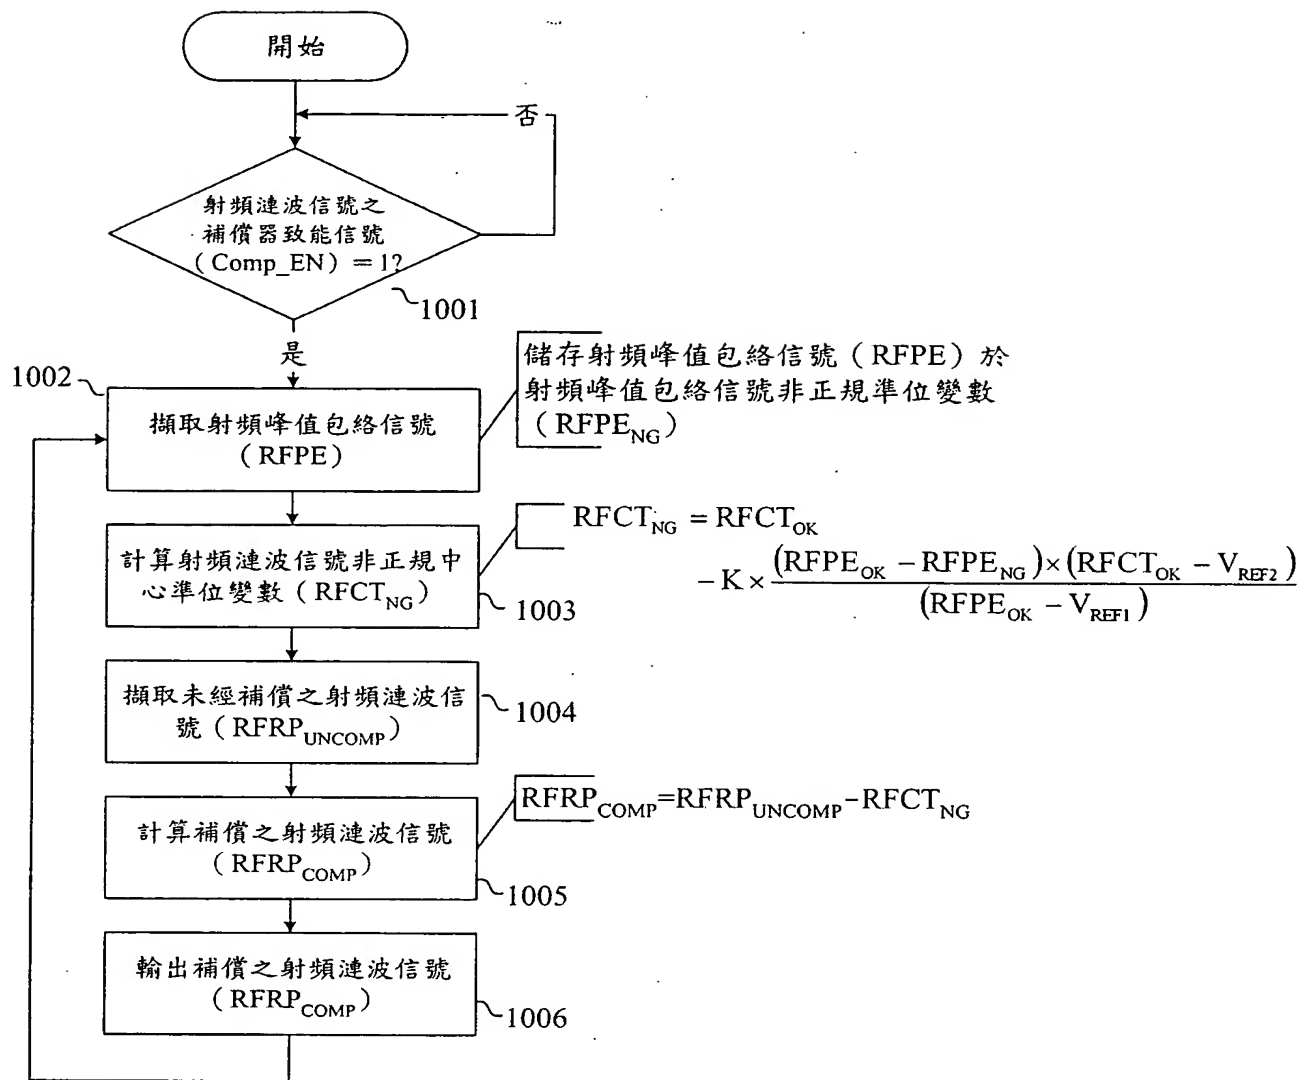 開始
否
射頻漣波信號之
補償器致能信號
(Comp_EN) = 1?
1001
是
1002
擷取射頻峰值包絡信號
(RFPE)
儲存射頻峰值包絡信號(RFPE)於
射頻峰值包絡信號非正規準位變數
(RFPE_NG)
計算射頻漣波信號非正規中
心準位變數(RFCT_NG)
1003
RFCT_NG = RFCT_OK
- K × (RFPE_OK - RFPE_NG) × (RFCT_OK - V_REF2)
(RFPE_OK - V_REF1)
擷取未經補償之射頻漣波信
號(RFRP_UNCOMP)
1004
計算補償之射頻漣波信號
(RFRP_COMP)
1005
RFRP_COMP=RFRP_UNCOMP-RFCT_NG
輸出補償之射頻漣波信號
(RFRP_COMP)
1006